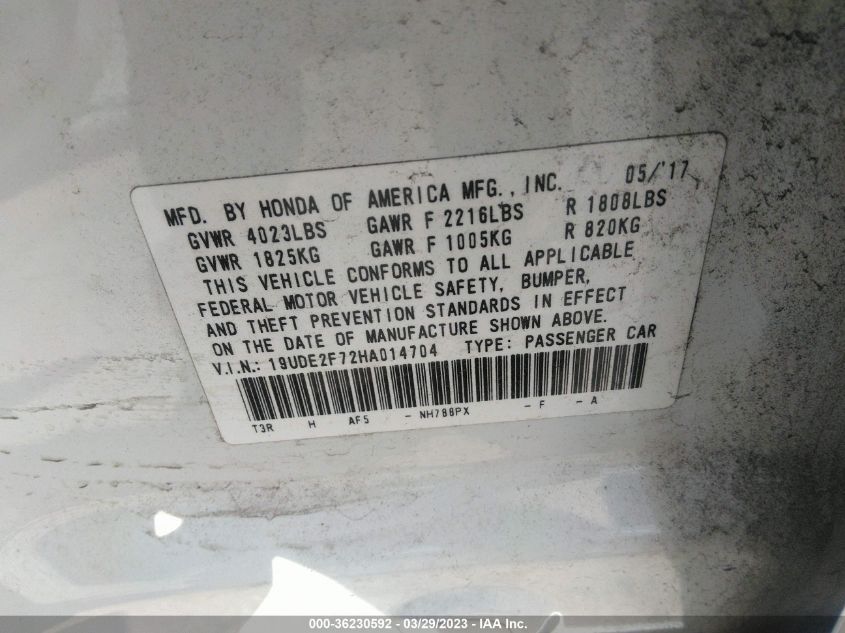 MFD. BY HONDA OF AMERICA MFG., INC. 05/'17
GVWR 4023LBS GAWR F 2216LBS R 1808LBS
GVWR 1825KG GAWR F 1005KG R 820KG
THIS VEHICLE CONFORMS TO ALL APPLICABLE
FEDERAL MOTOR VEHICLE SAFETY, BUMPER,
AND THEFT PREVENTION STANDARDS IN EFFECT
ON THE DATE OF MANUFACTURE SHOWN ABOVE.
V.I.N.: 19UDE2F72HA014704 TYPE: PASSENGER CAR
T3R H AF5 - NH788PX - F - A
000-36230592 - 03/29/2023 - IAA Inc.